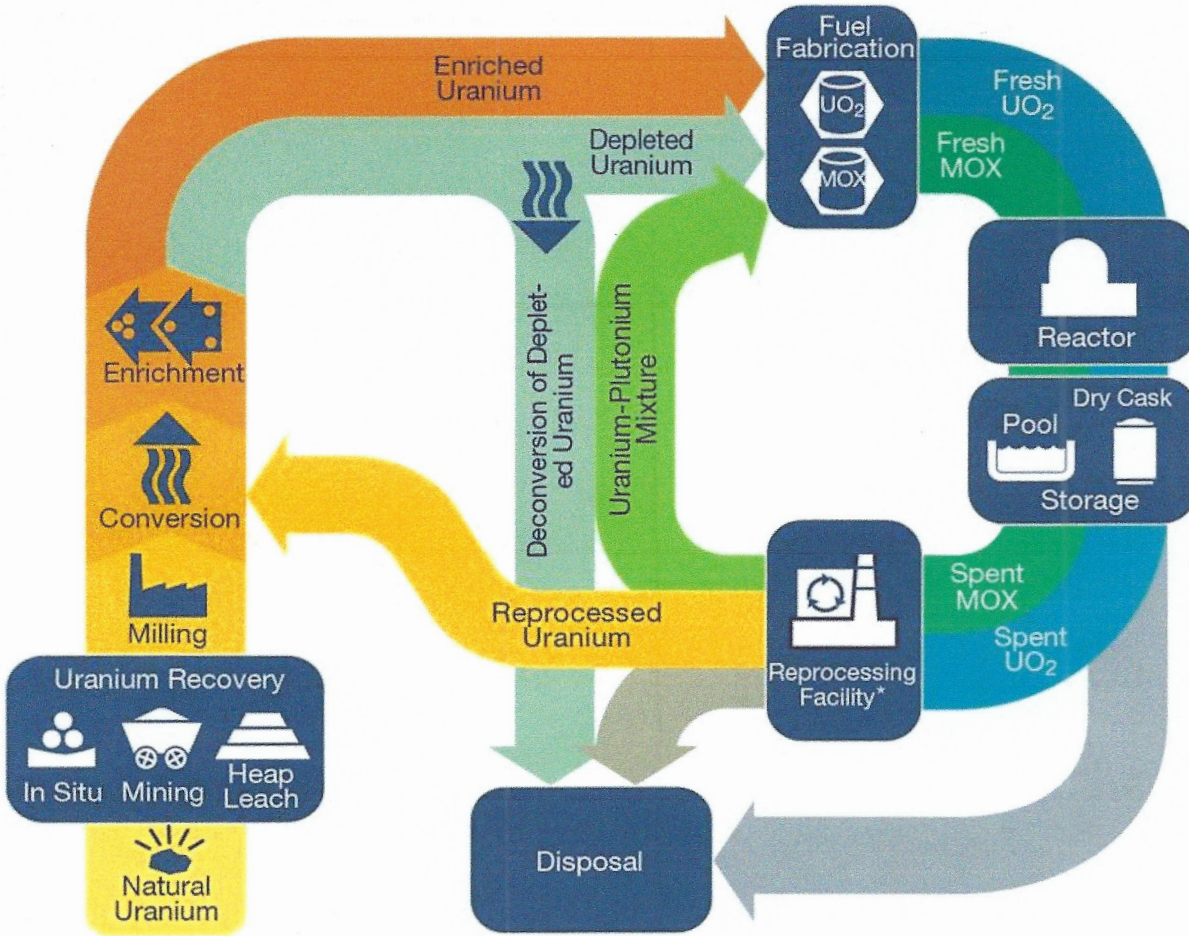 Fuel
Fabrication
UO2
MOX
Enriched
Uranium
Depleted
Uranium
Fresh
UO2
Fresh
MOX
Reactor
Dry Cask
Pool
Storage
Enrichment
Conversion
Milling
Deconversion of Deplet-
ed Uranium
Uranium-Plutonium
Mixture
Reprocessed
Uranium
Reprocessing
Facility*
Spent
MOX
Spent
UO2
Uranium Recovery
In Situ
Mining
Heap
Leach
Natural
Uranium
Disposal